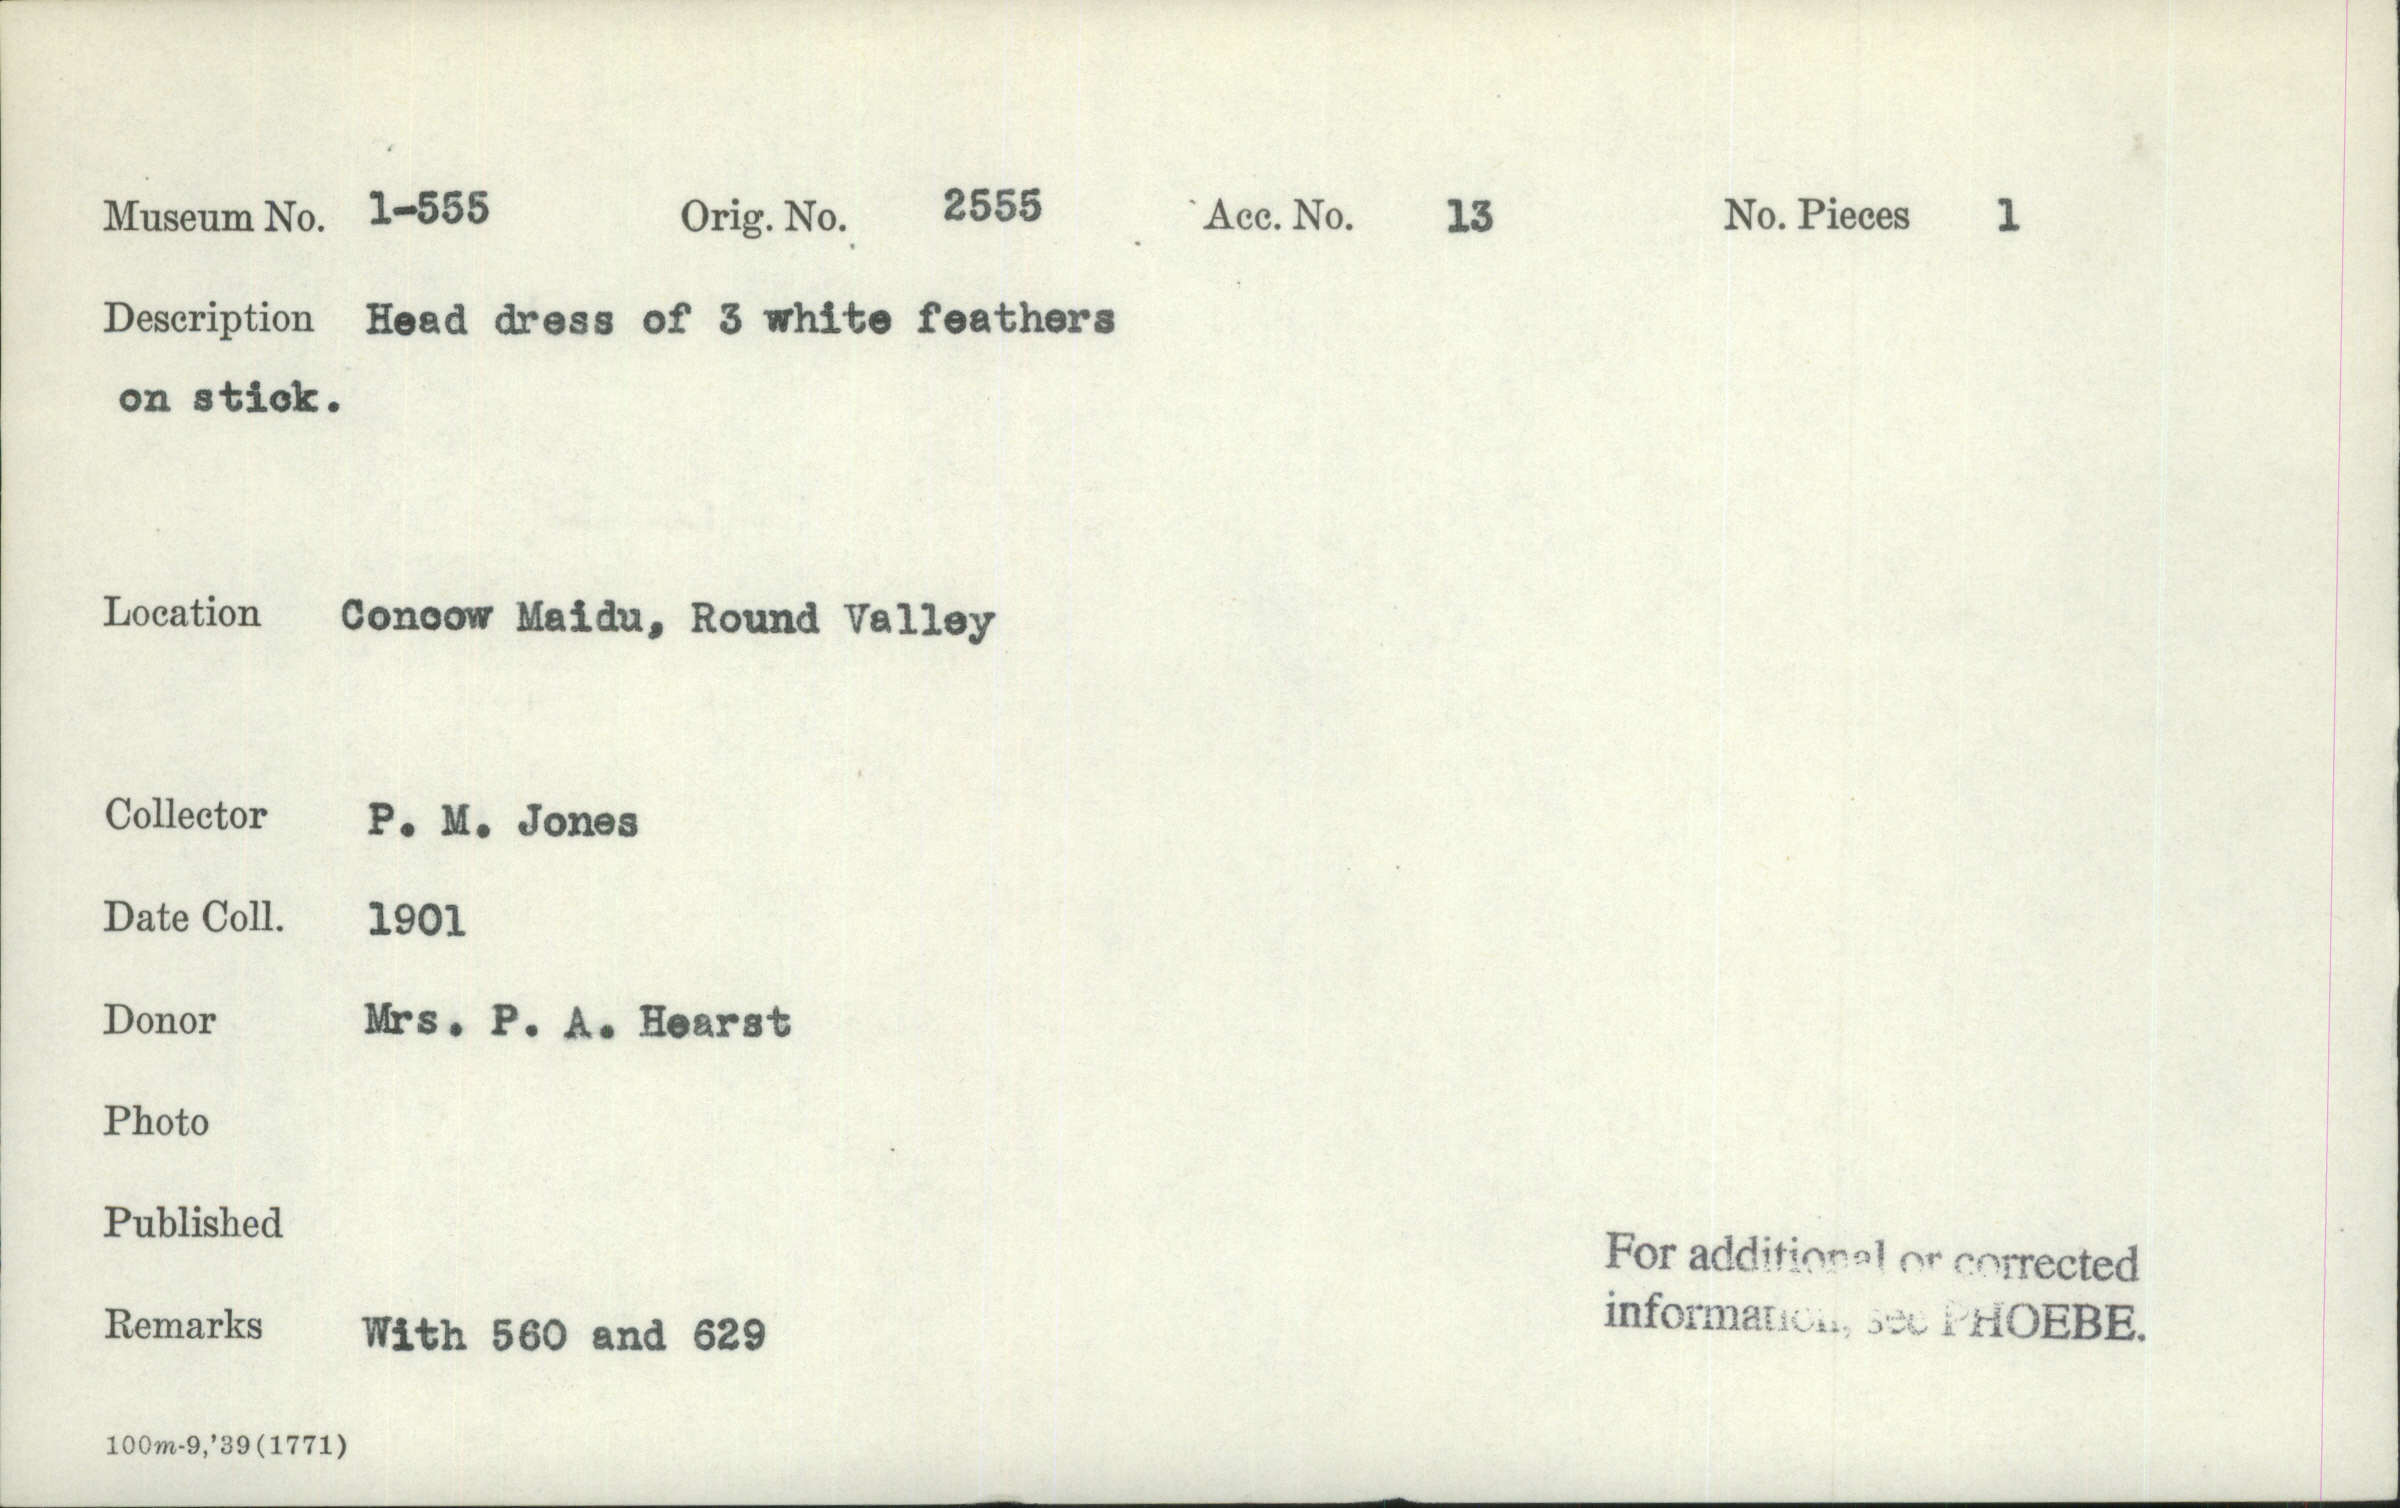 Museum No. 1-555 Orig. No. 2555 Acc. No. 13 No. Pieces 1
Description Head dress of 3 white feathers
on stick.
Location Concow Maidu, Round Valley
Collector P. M. Jones
Date Coll. 1901
Donor Mrs. P. A. Hearst
Photo
Published
For additional or corrected
information, see PHOEBE.
Remarks With 560 and 629
100m-9,'39(1771)